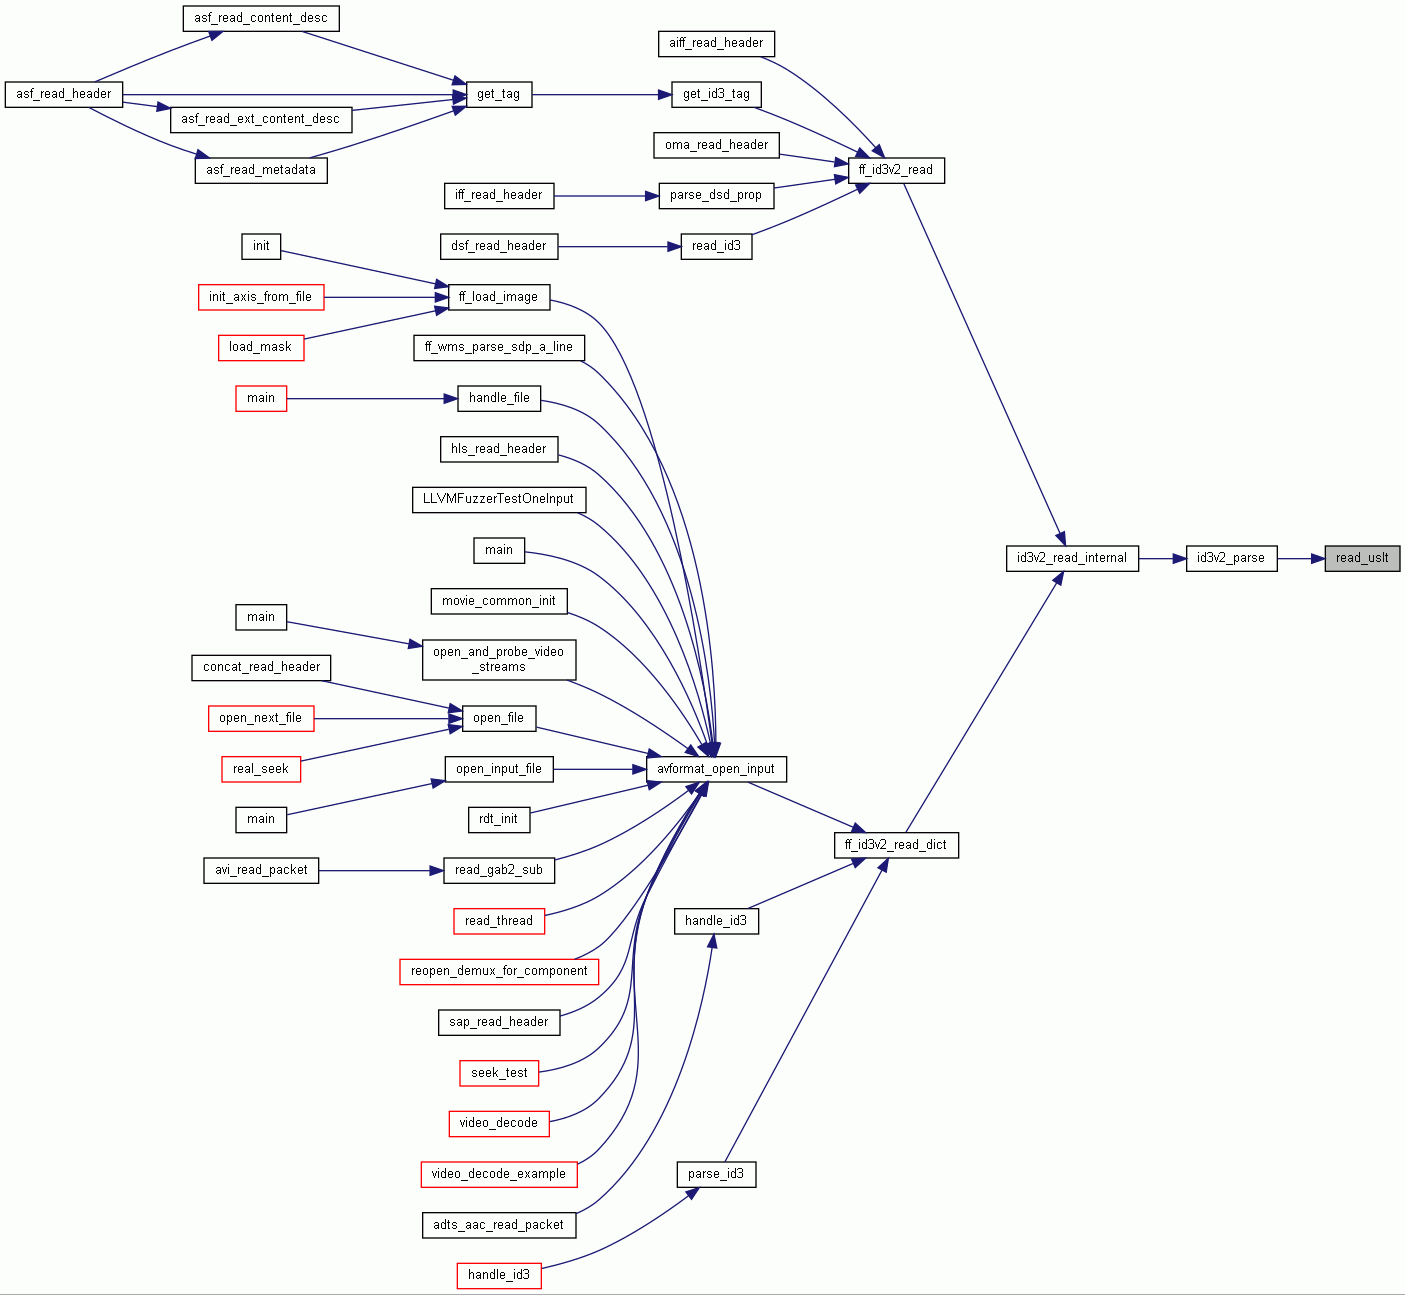 asf_read_content_desc
aiff_read_header
asf_read_header
get_tag
get_id3_tag
asf_read_ext_content_desc
oma_read_header
asf_read_metadata
ff_id3v2_read
iff_read_header
parse_dsd_prop
init
dsf_read_header
read_id3
init_axis_from_file
ff_load_image
load_mask
ff_wms_parse_sdp_a_line
main
handle_file
hls_read_header
LLVMFuzzerTestOneInput
main
id3v2_read_internal
id3v2_parse
read_uslt
movie_common_init
main
open_and_probe_video
_streams
concat_read_header
open_next_file
open_file
real_seek
open_input_file
avformat_open_input
main
rdt_init
ff_id3v2_read_dict
avi_read_packet
read_gab2_sub
read_thread
handle_id3
reopen_demux_for_component
sap_read_header
seek_test
video_decode
video_decode_example
parse_id3
adts_aac_read_packet
handle_id3